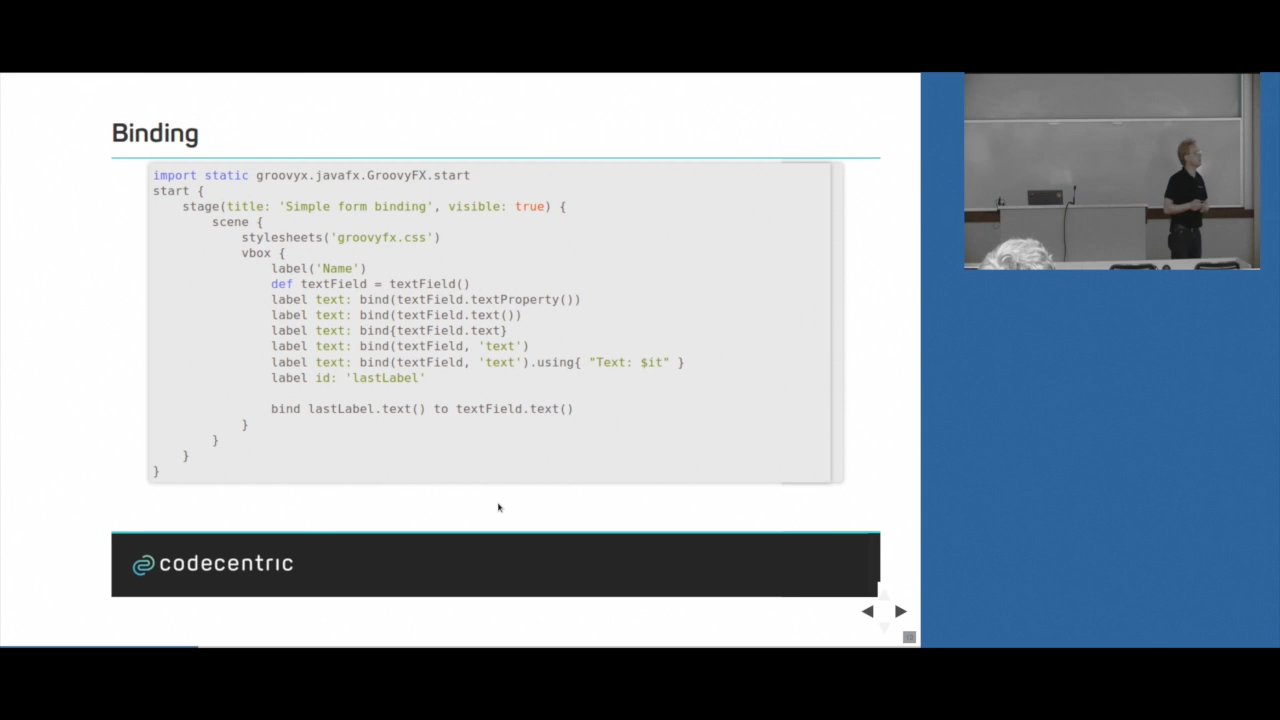 Binding
import static groovyx.javafx.GroovyFX.start
start {
    stage(title: 'Simple form binding', visible: true) {
        scene {
            stylesheets('groovyfx.css')
            vbox {
                label('Name')
                def textField = textField()
                label text: bind(textField.textProperty())
                label text: bind(textField.text())
                label text: bind{textField.text}
                label text: bind(textField, 'text')
                label text: bind(textField, 'text').using{ "Text: $it" }
                label id: 'lastLabel'
                bind lastLabel.text() to textField.text()
            }
        }
    }
}
codecentric